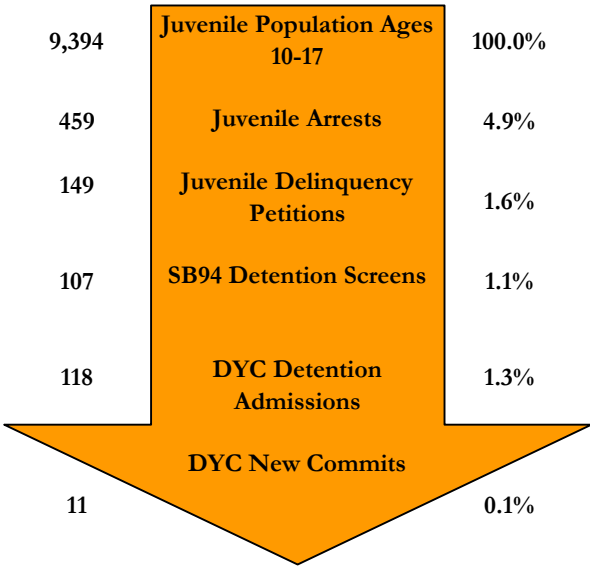 Juvenile Population Ages
9,394 10-17 100.0%
459 Juvenile Arrests 4.9%
149 Juvenile Delinquency
Petitions 1.6%
107 SB94 Detention Screens 1.1%
118 DYC Detention 1.3%
Admissions
DYC New Commits
11 0.1%